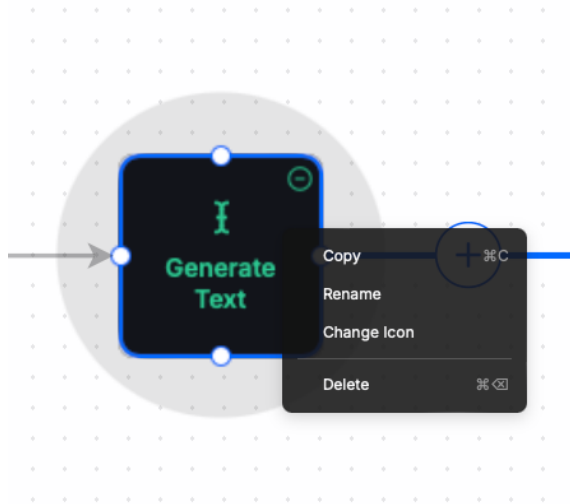 Generate
Text
Copy ⌘C
Rename
Change Icon
Delete ⌘⌫